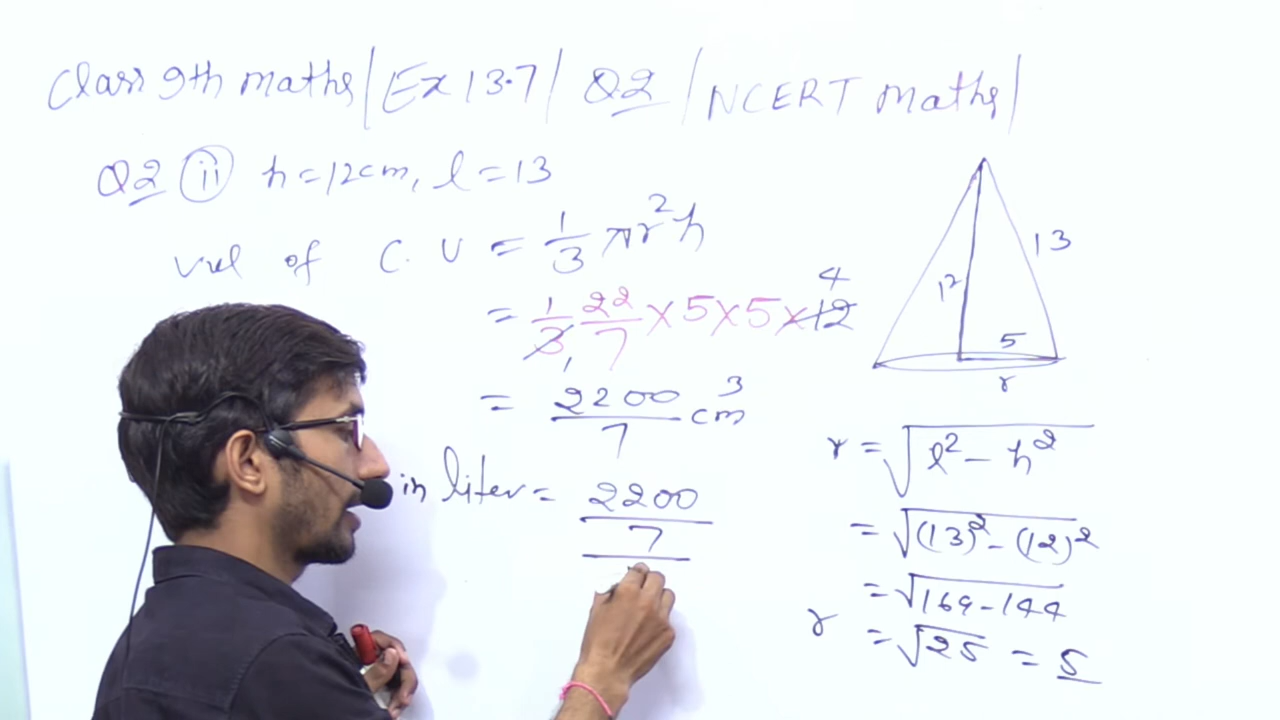 Class 9th maths | Ex 13.7 | Q2 | NCERT maths |
Q2 (ii) h = 12cm, l = 13
Vol of C. V = 1/3 πr²h
= 1/3 22/7 × 5 × 5 × 12 4
1
= 2200/7 cm³
in liter = 2200/7
13
12
5
r
r = √(l² - h²)
= √((13)² - (12)²)
= √(169 - 144)
r = √25 = 5